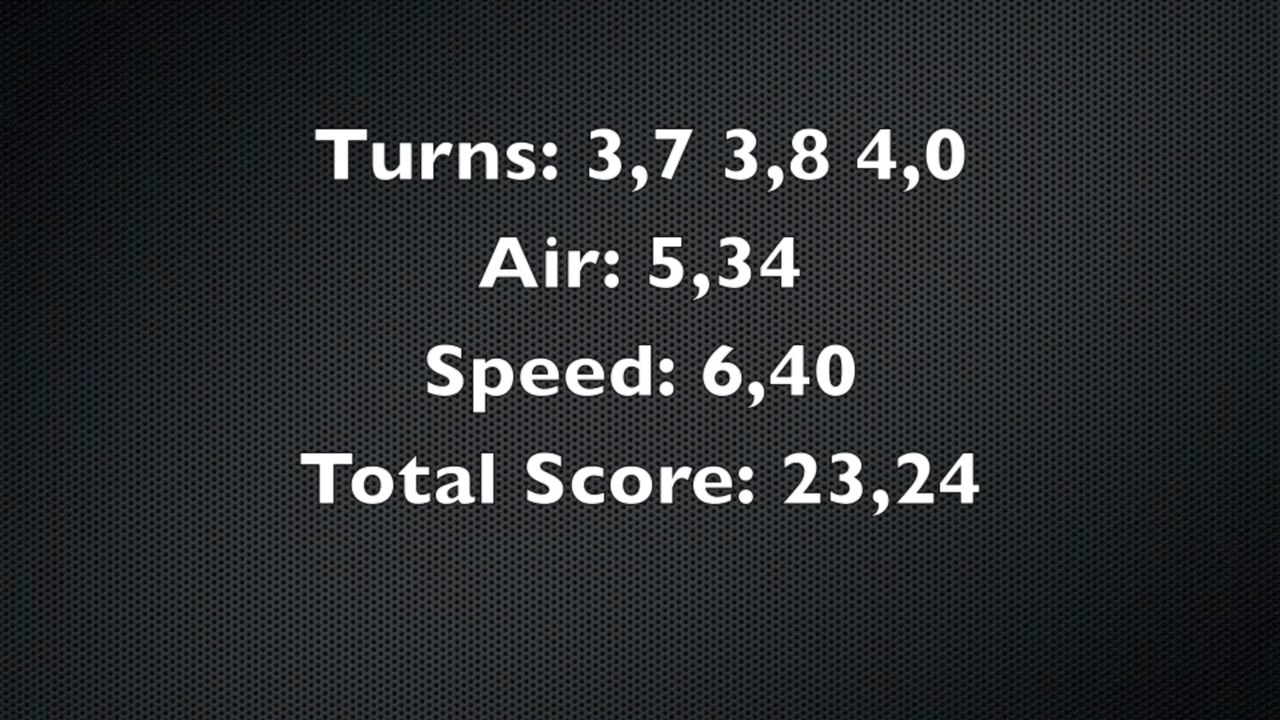 Turns: 3,7 3,8 4,0
Air: 5,34
Speed: 6,40
Total Score: 23,24